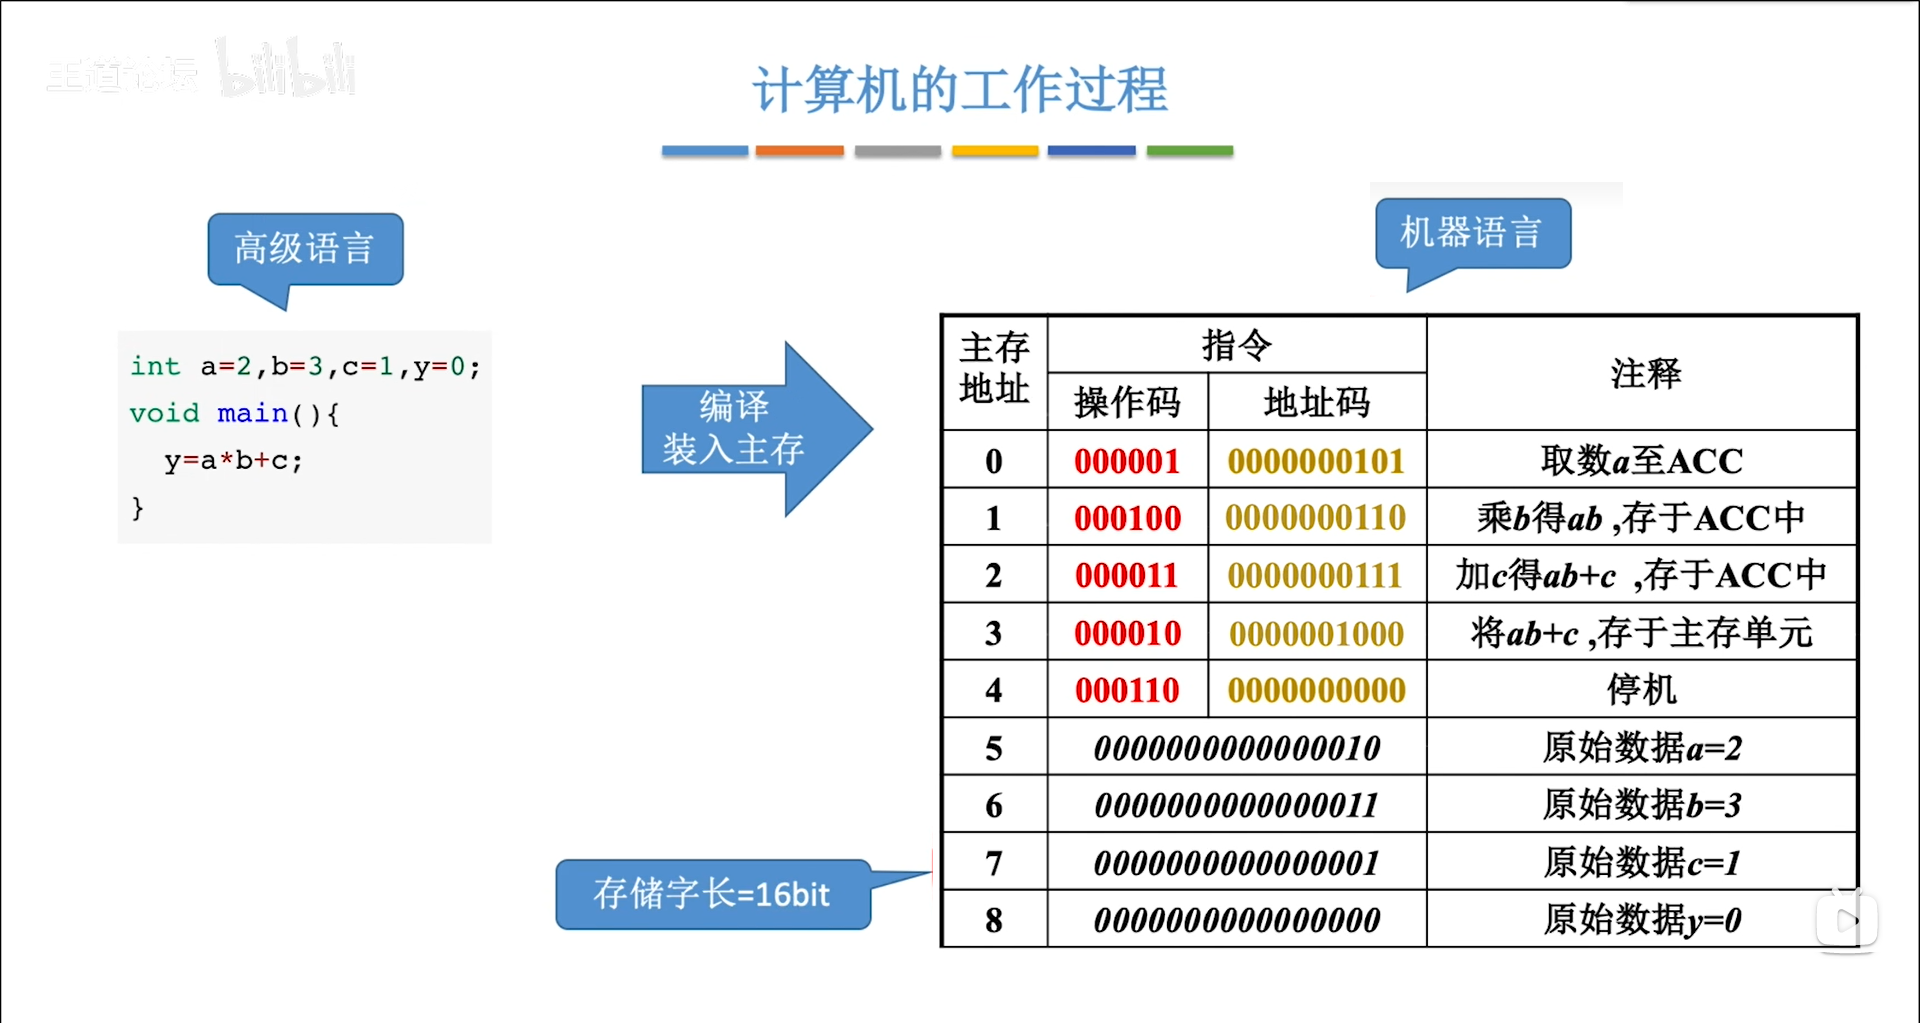 王道论坛 bilibili
计算机的工作过程
高级语言
int a=2,b=3,c=1,y=0;
void main(){
y=a*b+c;
}
编译
装入主存
机器语言
主存地址 指令 注释
操作码 地址码
0 000001 0000000101 取数a至ACC
1 000100 0000000110 乘b得ab ,存于ACC中
2 000011 0000000111 加c得ab+c ,存于ACC中
3 000010 0000001000 将ab+c ,存于主存单元
4 000110 0000000000 停机
5 0000000000000010 原始数据a=2
6 0000000000000011 原始数据b=3
7 0000000000000001 原始数据c=1
8 0000000000000000 原始数据y=0
存储字长=16bit